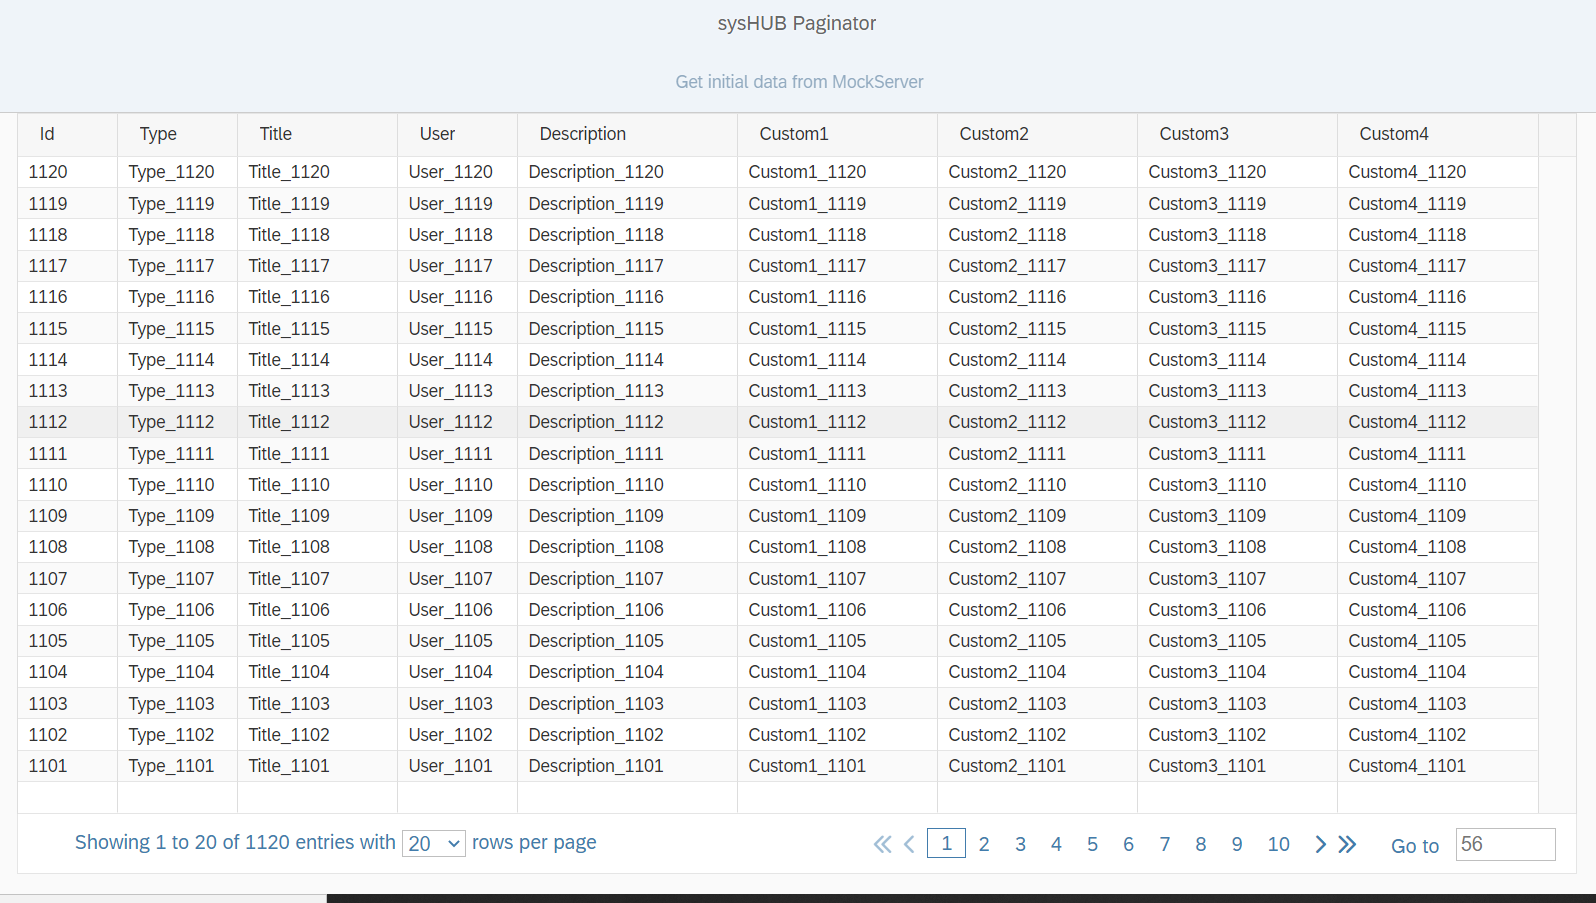 sysHUB Paginator
Get initial data from MockServer
Id Type Title User Description Custom1 Custom2 Custom3 Custom4
1120 Type_1120 Title_1120 User_1120 Description_1120 Custom1_1120 Custom2_1120 Custom3_1120 Custom4_1120
1119 Type_1119 Title_1119 User_1119 Description_1119 Custom1_1119 Custom2_1119 Custom3_1119 Custom4_1119
1118 Type_1118 Title_1118 User_1118 Description_1118 Custom1_1118 Custom2_1118 Custom3_1118 Custom4_1118
1117 Type_1117 Title_1117 User_1117 Description_1117 Custom1_1117 Custom2_1117 Custom3_1117 Custom4_1117
1116 Type_1116 Title_1116 User_1116 Description_1116 Custom1_1116 Custom2_1116 Custom3_1116 Custom4_1116
1115 Type_1115 Title_1115 User_1115 Description_1115 Custom1_1115 Custom2_1115 Custom3_1115 Custom4_1115
1114 Type_1114 Title_1114 User_1114 Description_1114 Custom1_1114 Custom2_1114 Custom3_1114 Custom4_1114
1113 Type_1113 Title_1113 User_1113 Description_1113 Custom1_1113 Custom2_1113 Custom3_1113 Custom4_1113
1112 Type_1112 Title_1112 User_1112 Description_1112 Custom1_1112 Custom2_1112 Custom3_1112 Custom4_1112
1111 Type_1111 Title_1111 User_1111 Description_1111 Custom1_1111 Custom2_1111 Custom3_1111 Custom4_1111
1110 Type_1110 Title_1110 User_1110 Description_1110 Custom1_1110 Custom2_1110 Custom3_1110 Custom4_1110
1109 Type_1109 Title_1109 User_1109 Description_1109 Custom1_1109 Custom2_1109 Custom3_1109 Custom4_1109
1108 Type_1108 Title_1108 User_1108 Description_1108 Custom1_1108 Custom2_1108 Custom3_1108 Custom4_1108
1107 Type_1107 Title_1107 User_1107 Description_1107 Custom1_1107 Custom2_1107 Custom3_1107 Custom4_1107
1106 Type_1106 Title_1106 User_1106 Description_1106 Custom1_1106 Custom2_1106 Custom3_1106 Custom4_1106
1105 Type_1105 Title_1105 User_1105 Description_1105 Custom1_1105 Custom2_1105 Custom3_1105 Custom4_1105
1104 Type_1104 Title_1104 User_1104 Description_1104 Custom1_1104 Custom2_1104 Custom3_1104 Custom4_1104
1103 Type_1103 Title_1103 User_1103 Description_1103 Custom1_1103 Custom2_1103 Custom3_1103 Custom4_1103
1102 Type_1102 Title_1102 User_1102 Description_1102 Custom1_1102 Custom2_1102 Custom3_1102 Custom4_1102
1101 Type_1101 Title_1101 User_1101 Description_1101 Custom1_1101 Custom2_1101 Custom3_1101 Custom4_1101
Showing 1 to 20 of 1120 entries with 20 rows per page 1 2 3 4 5 6 7 8 9 10 Go to 56